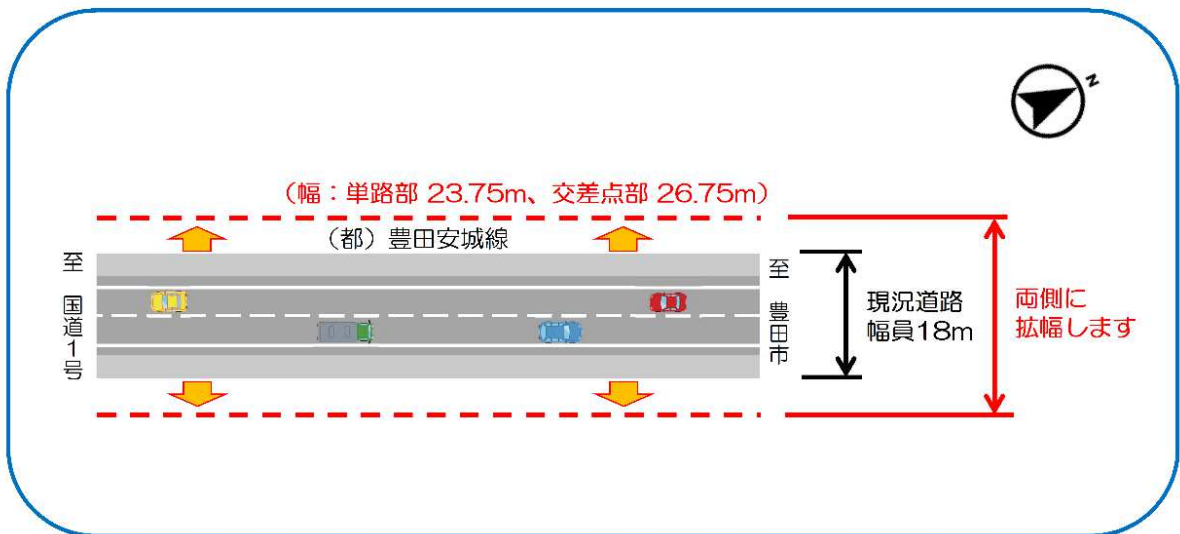 N
（幅：単路部 23.75m、交差点部 26.75m）
（都）豊田安城線
至 国道1号
至 豊田市
現況道路
幅員18m
両側に
拡幅します